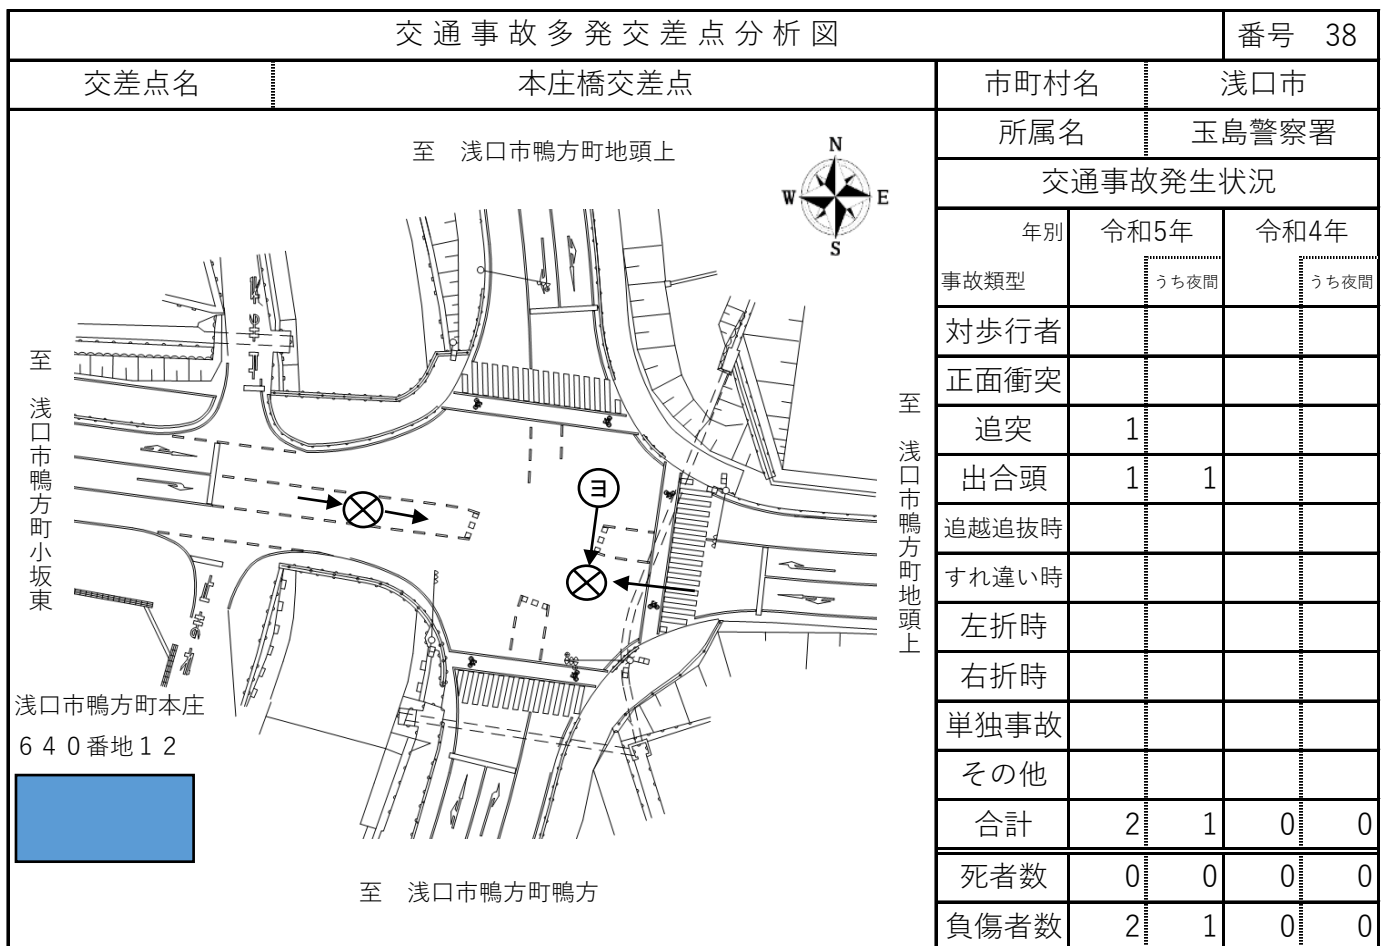 交通事故多発交差点分析図
番号 38
交差点名
本庄橋交差点
市町村名
浅口市
所属名
玉島警察署
交通事故発生状況
至 浅口市鴨方町地頭上
N
W
E
S
年別
令和5年
令和4年
事故類型
うち夜間
うち夜間
対歩行者
正面衝突
追突 1
出合頭 1 1
追越追抜時
すれ違い時
左折時
右折時
単独事故
その他
合計 2 1 0 0
死者数 0 0 0 0
負傷者数 2 1 0 0
至 浅口市鴨方町小坂東
止まれ
ヨ
至 浅口市鴨方町地頭上
止まれ
浅口市鴨方町本庄
640番地12
至 浅口市鴨方町鴨方